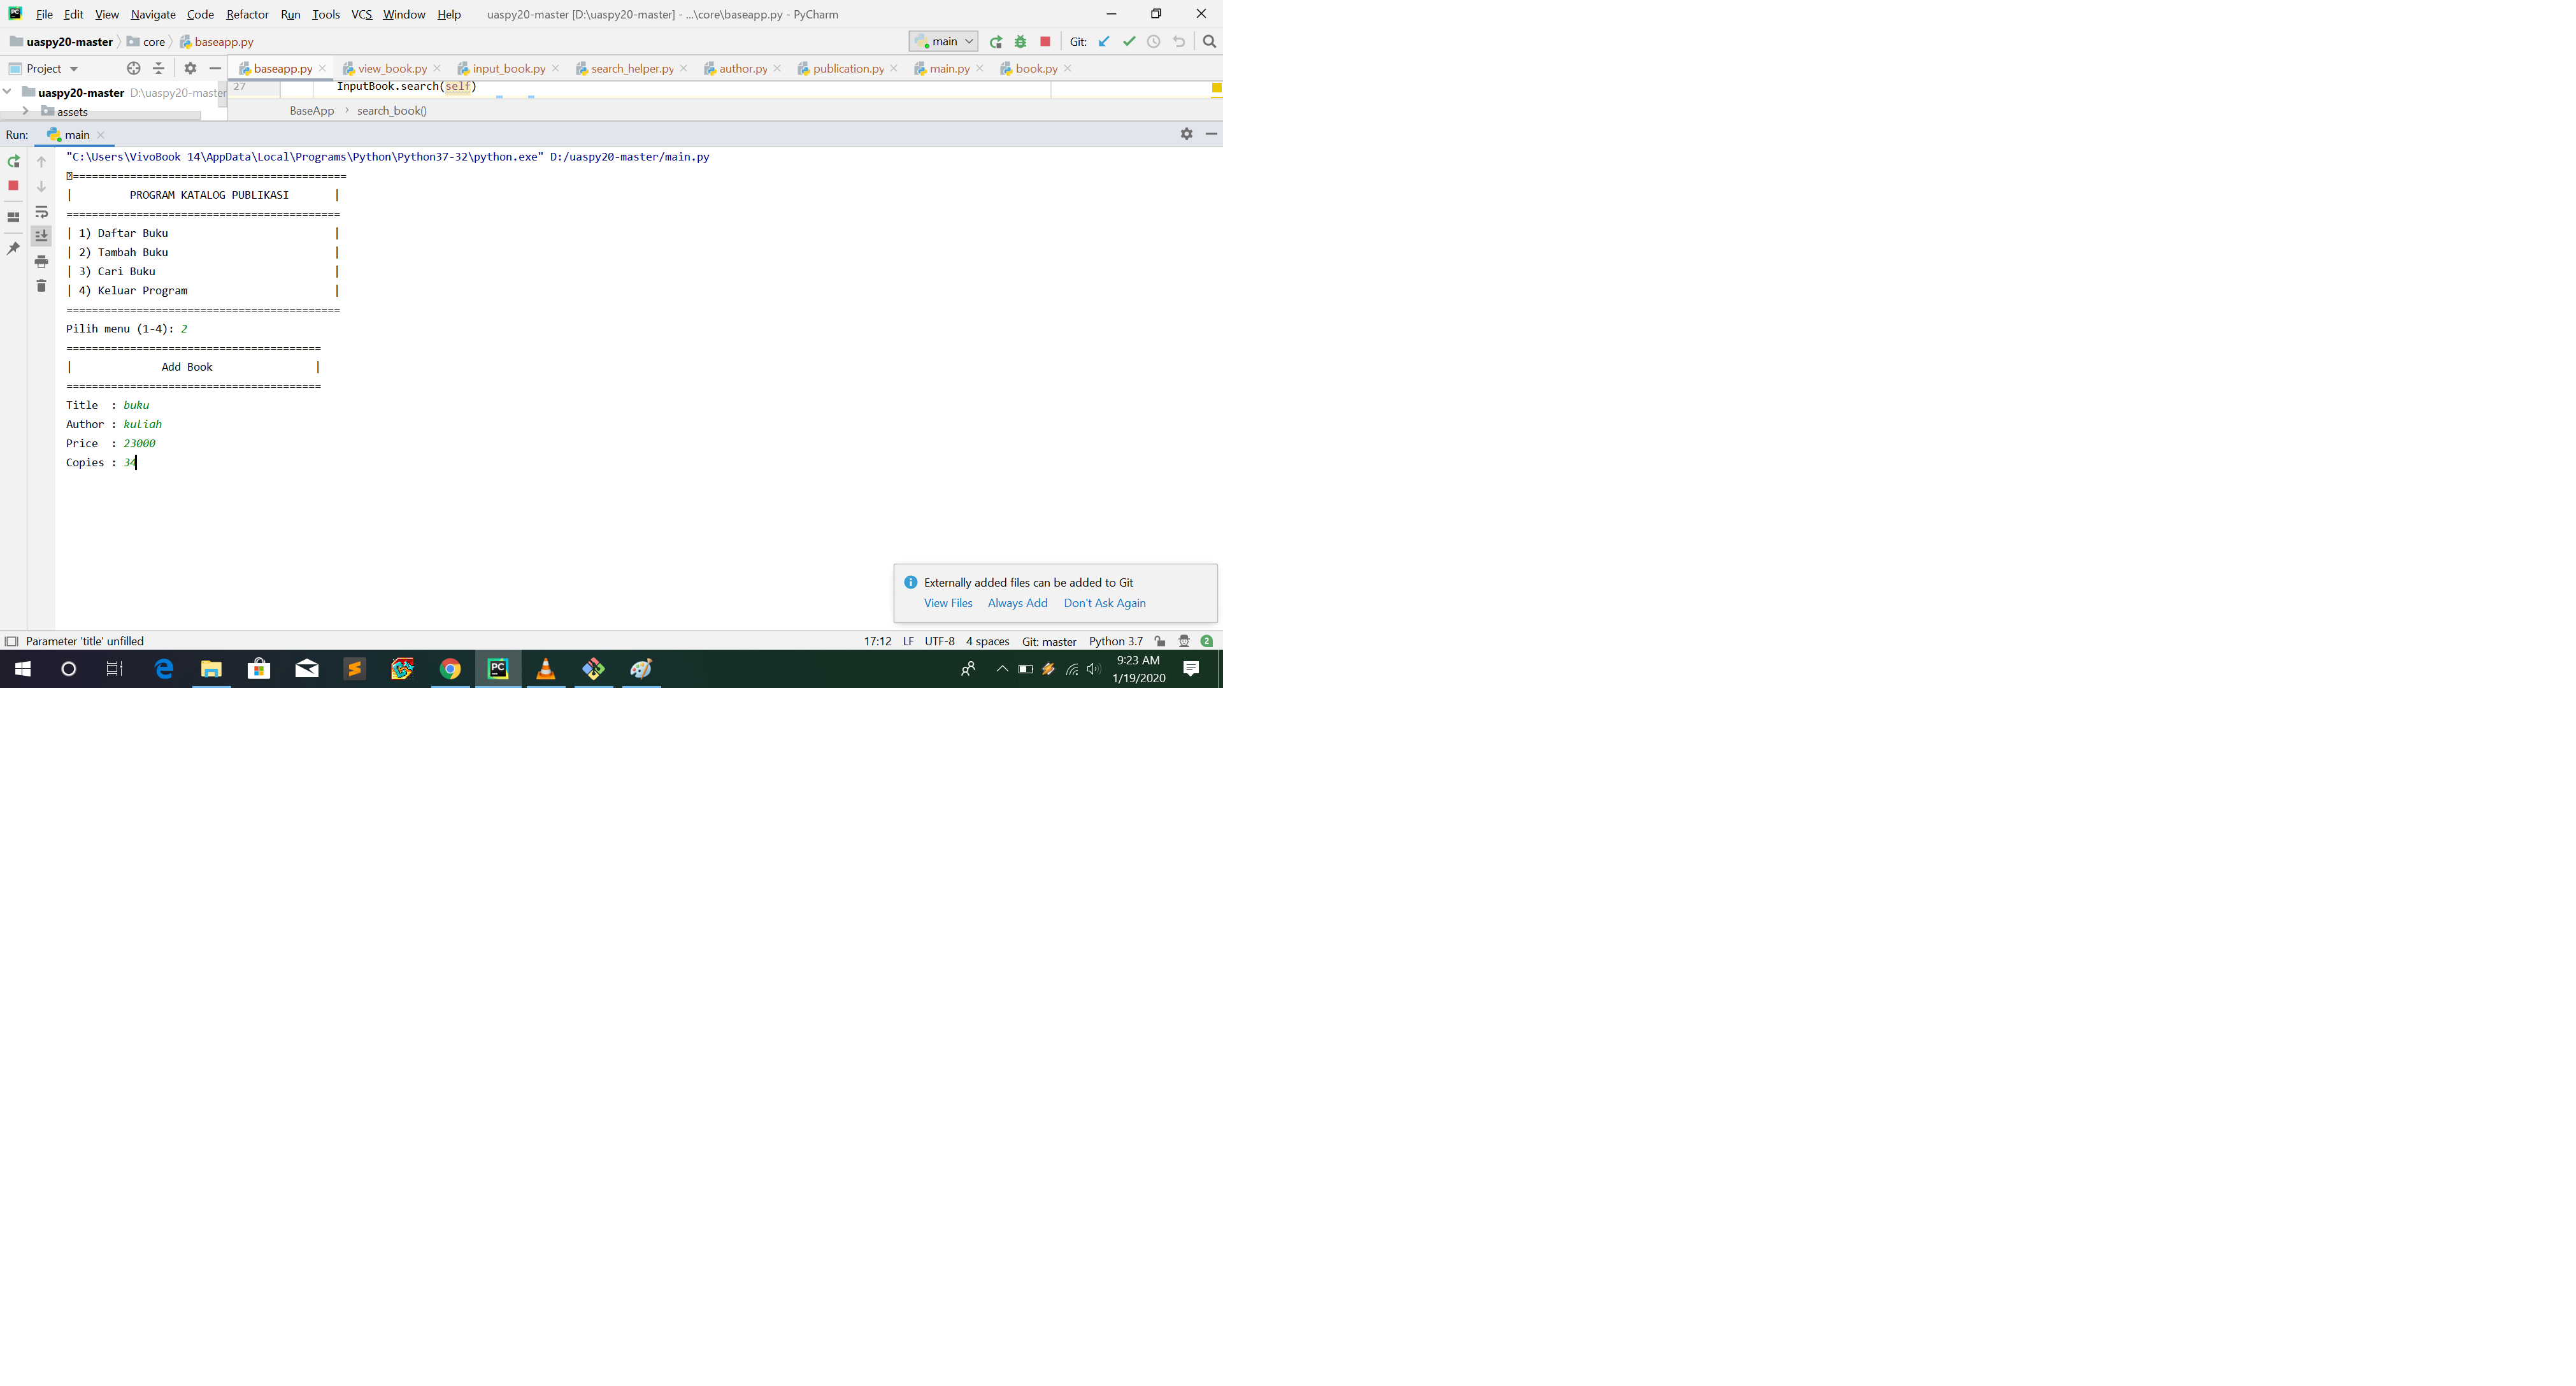 File Edit View Navigate Code Refactor Run Tools VCS Window Help uaspy20-master [D:\uaspy20-master] - ...\core\baseapp.py - PyCharm
uaspy20-master core baseapp.py main Git:
Project baseapp.py view_book.py input_book.py search_helper.py author.py publication.py main.py book.py
uaspy20-master D:\uaspy20-master 27 InputBook.search(self)
assets BaseApp › search_book()
Run: main
"C:\Users\VivoBook 14\AppData\Local\Programs\Python\Python37-32\python.exe" D:/uaspy20-master/main.py
===========================================
| PROGRAM KATALOG PUBLIKASI |
===========================================
| 1) Daftar Buku |
| 2) Tambah Buku |
| 3) Cari Buku |
| 4) Keluar Program |
===========================================
Pilih menu (1-4): 2
========================================
| Add Book |
========================================
Title : buku
Author : kuliah
Price : 23000
Copies : 34
Externally added files can be added to Git
View Files Always Add Don't Ask Again
Parameter 'title' unfilled 17:12 LF UTF-8 4 spaces Git: master Python 3.7 2
PC 9:23 AM
1/19/2020